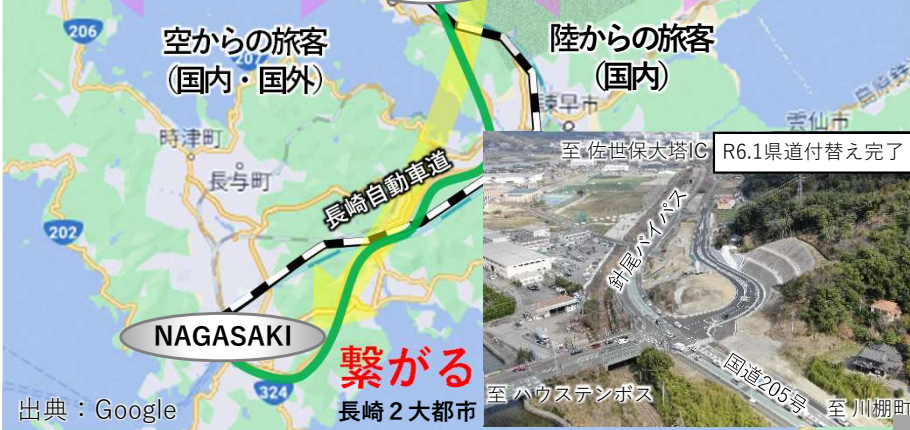 空からの旅客
(国内・国外)
陸からの旅客
(国内)
206
207
諫早市
島原鉄
雲仙市
時津町
長与町
長崎自動車道
202
NAGASAKI
324
繋がる
長崎2大都市
出典：Google
至 佐世保大塔IC
R6.1県道付替え完了
針尾バイパス
至 ハウステンボス
国道205号
至 川棚町